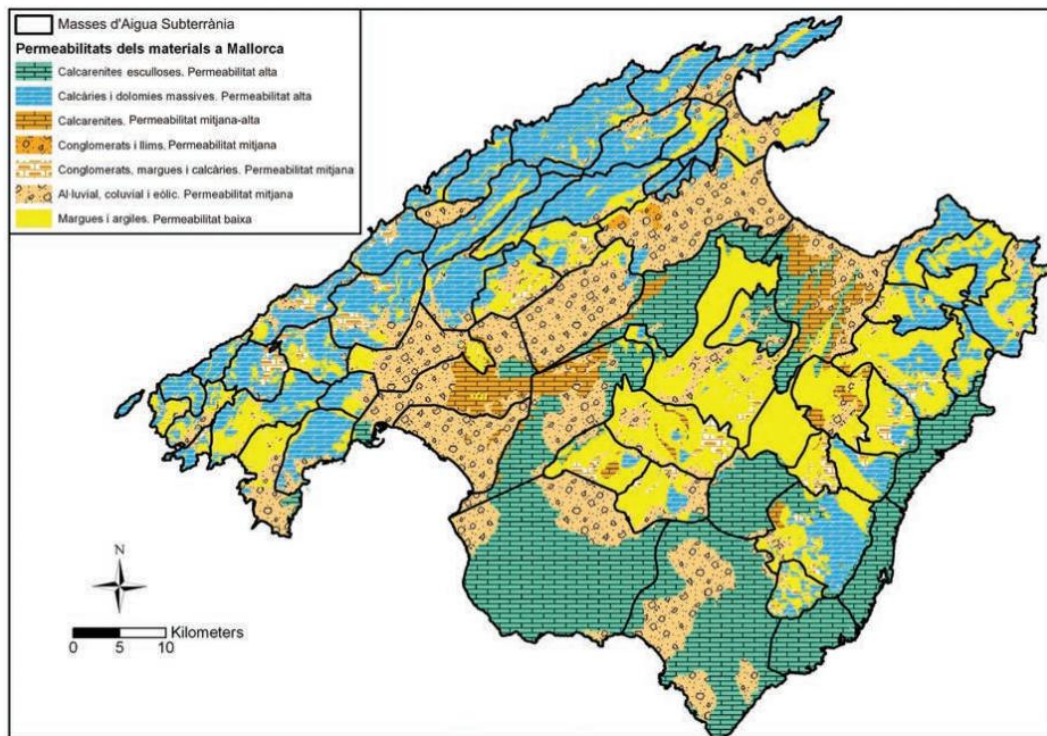 Masses d'Aigua Subterrània
Permeabilitats dels materials a Mallorca
Calcarenites esculloses. Permeabilitat alta
Calcàries i dolomies massives. Permeabilitat alta
Calcarenites. Permeabilitat mitjana-alta
Conglomerats i llims. Permeabilitat mitjana
Conglomerats, margues i calcàries. Permeabilitat mitjana
Al·luvial, coluvial i eòlic. Permeabilitat mitjana
Margues i argiles. Permeabilitat baixa
N
Kilometers
0 5 10